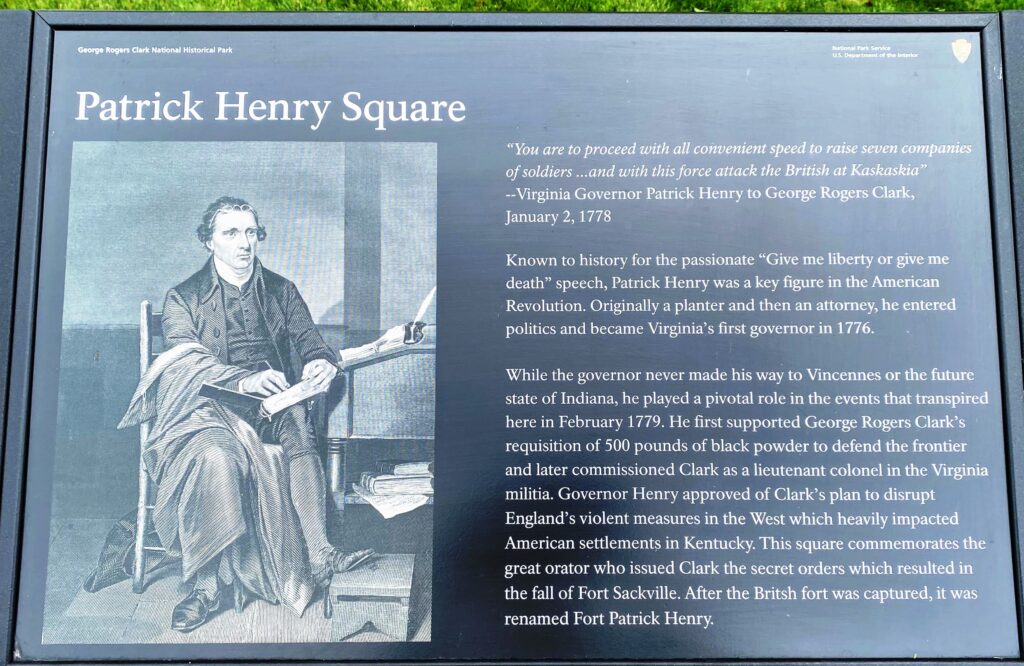 George Rogers Clark National Historical Park
National Park Service
U.S. Department of the Interior
Patrick Henry Square
“You are to proceed with all convenient speed to raise seven companies
of soldiers ...and with this force attack the British at Kaskaskia”
--Virginia Governor Patrick Henry to George Rogers Clark,
January 2, 1778
Known to history for the passionate “Give me liberty or give me
death” speech, Patrick Henry was a key figure in the American
Revolution. Originally a planter and then an attorney, he entered
politics and became Virginia’s first governor in 1776.
While the governor never made his way to Vincennes or the future
state of Indiana, he played a pivotal role in the events that transpired
here in February 1779. He first supported George Rogers Clark’s
requisition of 500 pounds of black powder to defend the frontier
and later commissioned Clark as a lieutenant colonel in the Virginia
militia. Governor Henry approved of Clark’s plan to disrupt
England’s violent measures in the West which heavily impacted
American settlements in Kentucky. This square commemorates the
great orator who issued Clark the secret orders which resulted in
the fall of Fort Sackville. After the Britsh fort was captured, it was
renamed Fort Patrick Henry.